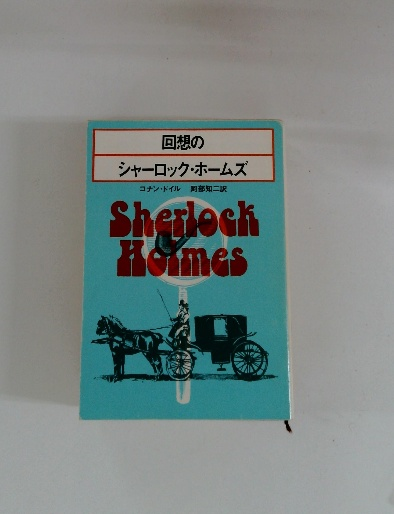 回想の
シャーロック・ホームズ
コナン・ドイル 阿部知二訳
Sherlock
Holmes